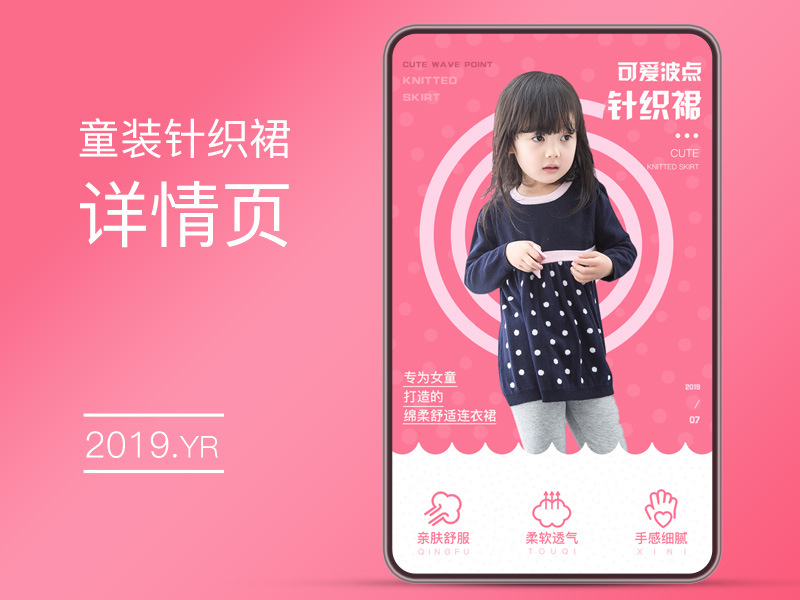 童装针织裙
详情页
2019.YR
CUTE WAVE POINT
KNITTED
SKIRT
可爱波点
针织裙
CUTE
KNITTED SKIRT
专为女童
打造的
绵柔舒适连衣裙
2019
/
07
亲肤舒服
QINGFU
柔软透气
TOUQI
手感细腻
XINI